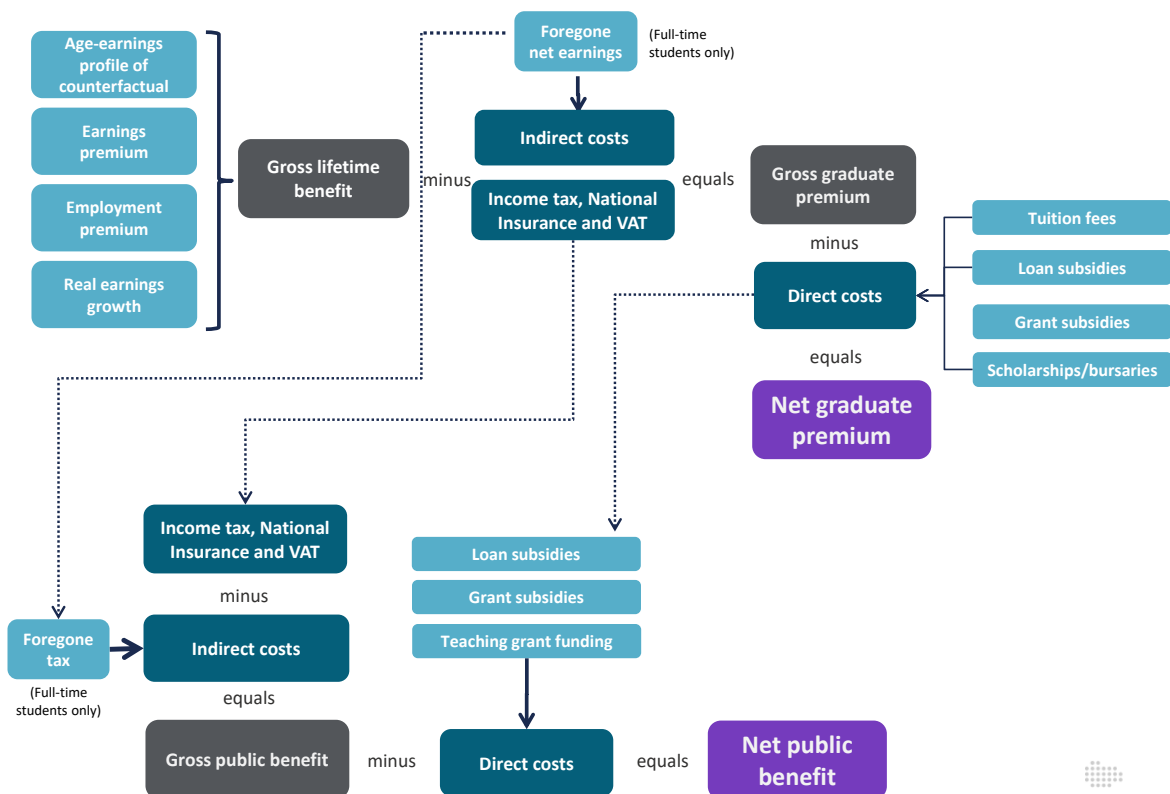 Age-earnings
profile of
counterfactual
Earnings
premium
Employment
premium
Real earnings
growth
Gross lifetime
benefit
minus
Foregone
net earnings
(Full-time
students only)
Indirect costs
Income tax, National
Insurance and VAT
equals
Gross graduate
premium
minus
Direct costs
Tuition fees
Loan subsidies
Grant subsidies
Scholarships/bursaries
equals
Net graduate
premium
Income tax, National
Insurance and VAT
minus
Foregone
tax
(Full-time
students only)
Indirect costs
equals
Loan subsidies
Grant subsidies
Teaching grant funding
Gross public benefit
minus
Direct costs
equals
Net public
benefit